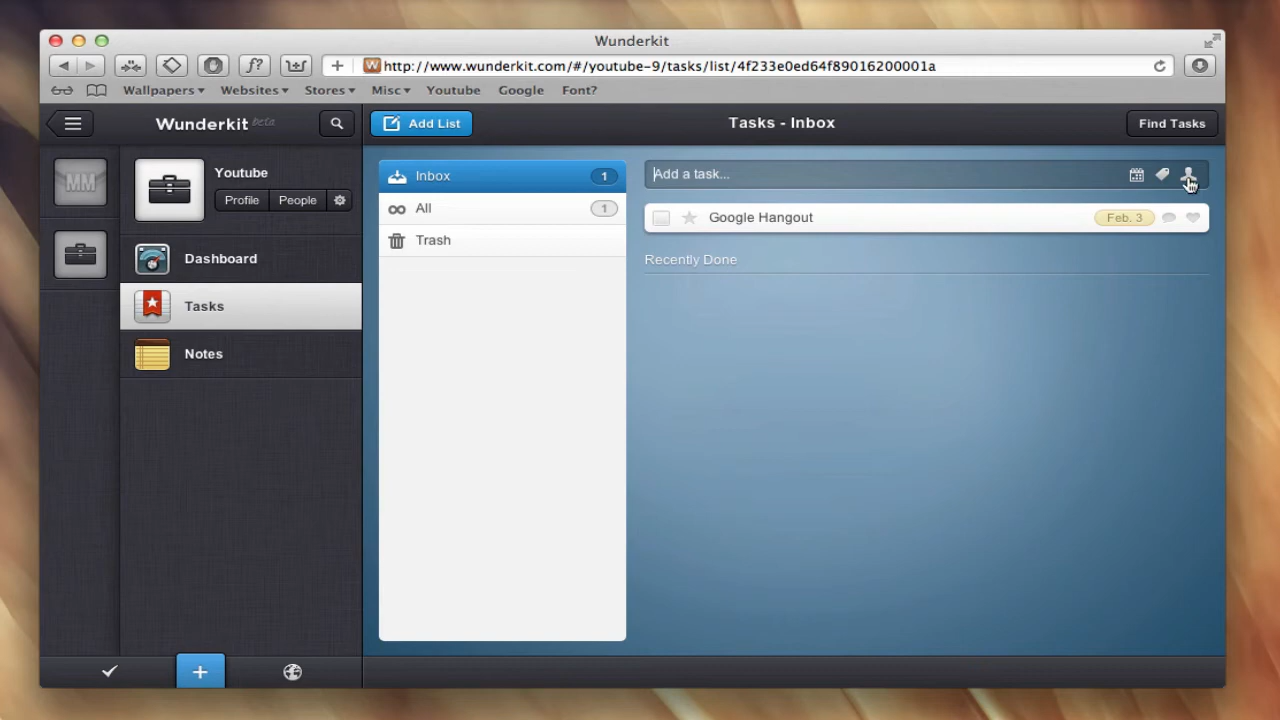 Wunderkit
http://www.wunderkit.com/#/youtube-9/tasks/list/4f233e0ed64f89016200001a
Wallpapers Websites Stores Misc Youtube Google Font?
Wunderkit beta
Add List
Tasks - Inbox
Find Tasks
MM
Youtube
Profile People
Dashboard
Tasks
Notes
Inbox 1
All 1
Trash
Add a task...
Google Hangout Feb. 3
Recently Done